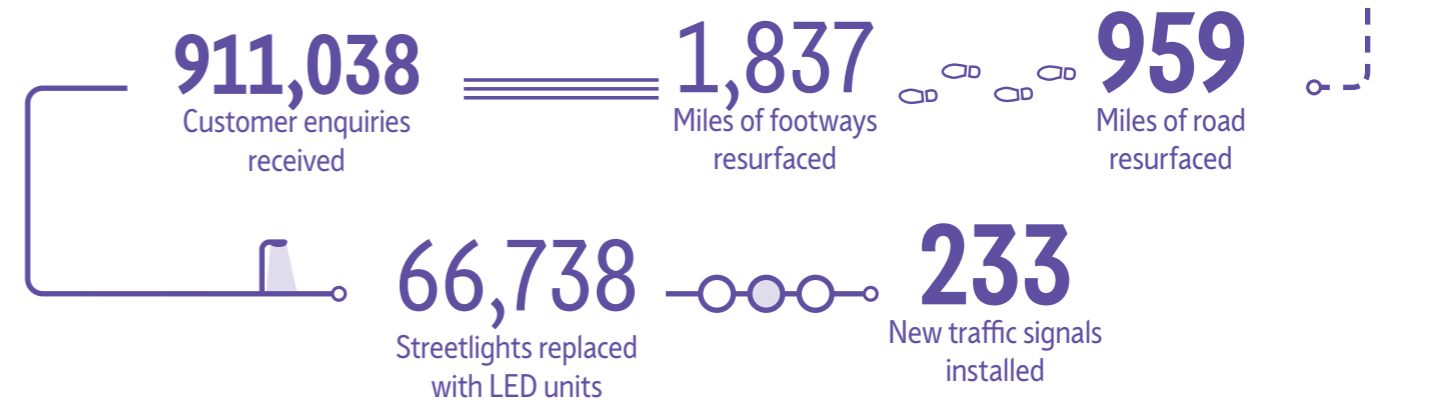 911,038
Customer enquiries
received
1,837
Miles of footways
resurfaced
959
Miles of road
resurfaced
66,738
Streetlights replaced
with LED units
233
New traffic signals
installed